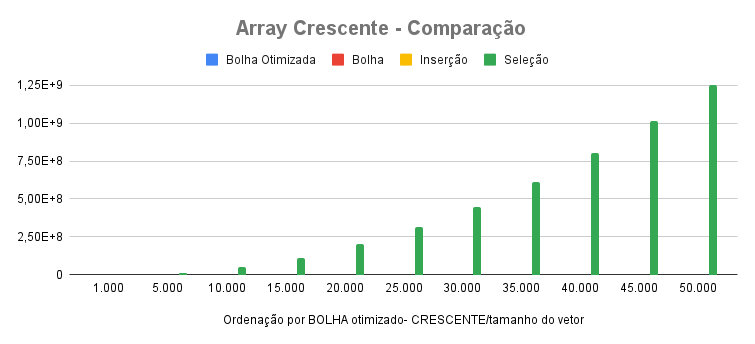 Array Crescente - Comparação
Bolha Otimizada Bolha Inserção Seleção
1,25E+9
1,00E+9
7,50E+8
5,00E+8
2,50E+8
0
1.000 5.000 10.000 15.000 20.000 25.000 30.000 35.000 40.000 45.000 50.000
Ordenação por BOLHA otimizado- CRESCENTE/tamanho do vetor